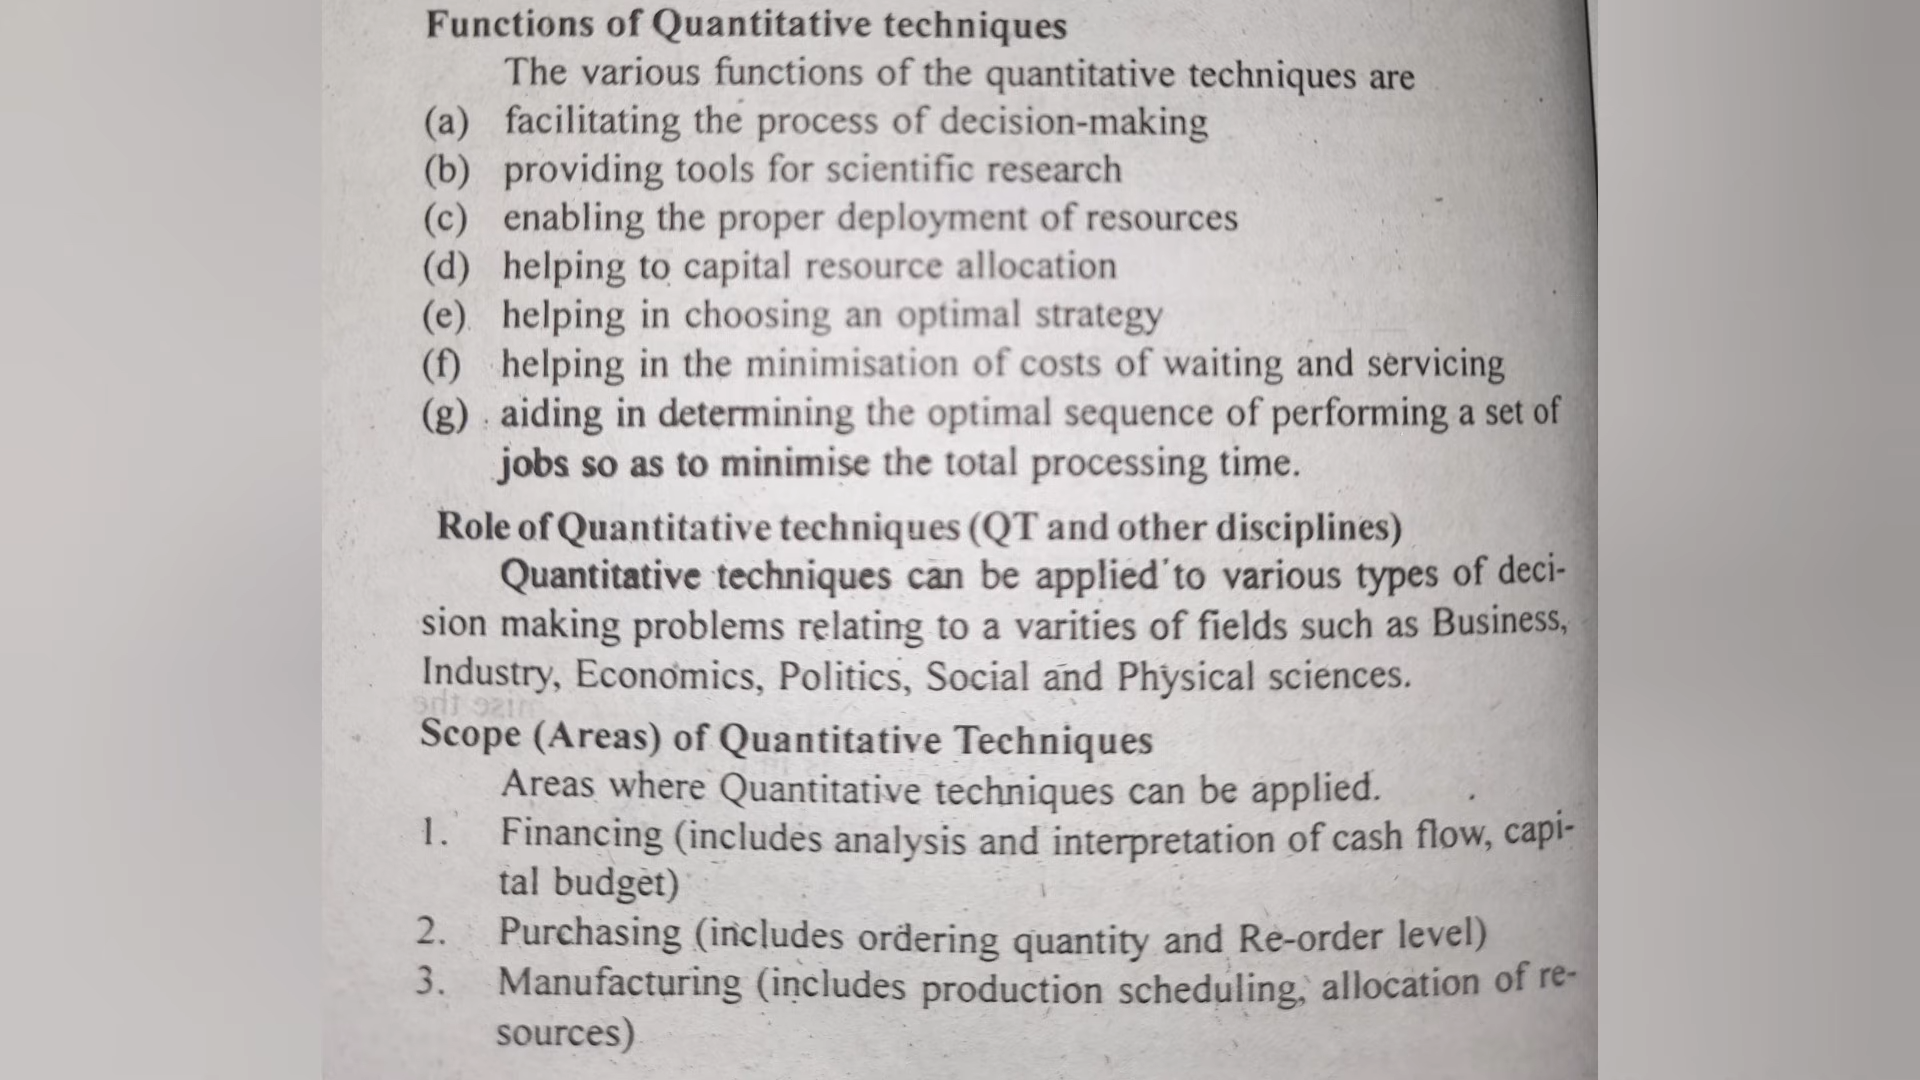 Functions of Quantitative techniques
The various functions of the quantitative techniques are
(a) facilitating the process of decision-making
(b) providing tools for scientific research
(c) enabling the proper deployment of resources
(d) helping to capital resource allocation
(e) helping in choosing an optimal strategy
(f) helping in the minimisation of costs of waiting and servicing
(g) aiding in determining the optimal sequence of performing a set of
jobs so as to minimise the total processing time.
Role of Quantitative techniques (QT and other disciplines)
Quantitative techniques can be applied to various types of deci-
sion making problems relating to a varities of fields such as Business,
Industry, Economics, Politics, Social and Physical sciences.
Scope (Areas) of Quantitative Techniques
Areas where Quantitative techniques can be applied.
1. Financing (includes analysis and interpretation of cash flow, capi-
tal budget)
2. Purchasing (includes ordering quantity and Re-order level)
3. Manufacturing (includes production scheduling, allocation of re-
sources)